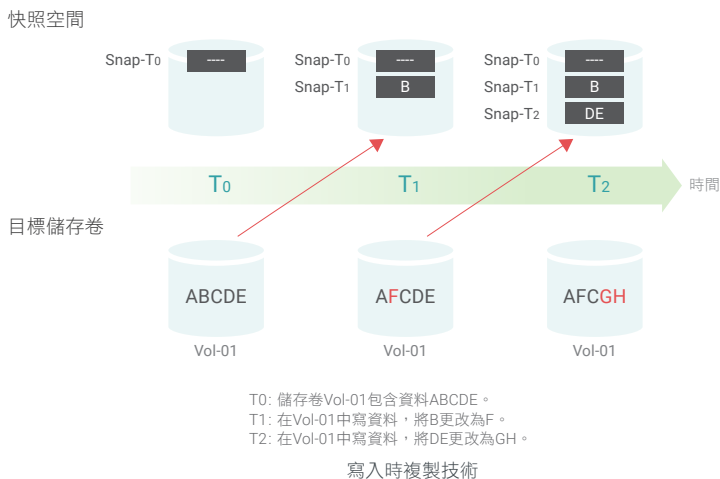 快照空間
Snap-T0 ----
Snap-T0 ----
Snap-T1 B
Snap-T0 ----
Snap-T1 B
Snap-T2 DE
T0 T1 T2 時間
目標儲存卷
ABCDE AFCDE AFCGH
Vol-01 Vol-01 Vol-01
T0: 儲存卷Vol-01包含資料ABCDE。
T1: 在Vol-01中寫資料，將B更改為F。
T2: 在Vol-01中寫資料，將DE更改為GH。
寫入時複製技術